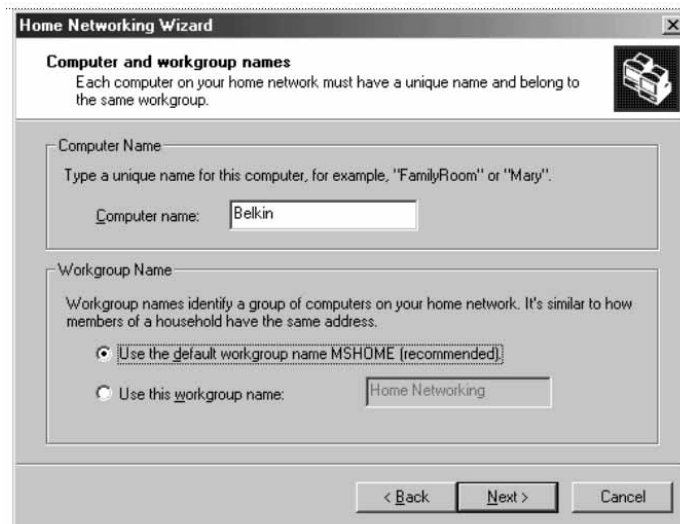 Home Networking Wizard
Computer and workgroup names
Each computer on your home network must have a unique name and belong to
the same workgroup.
Computer Name
Type a unique name for this computer, for example, "FamilyRoom" or "Mary".
Computer name: Belkin
Workgroup Name
Workgroup names identify a group of computers on your home network. It's similar to how
members of a household have the same address.
Use the default workgroup name MSHOME (recommended).
Use this workgroup name: Home Networking
< Back Next > Cancel